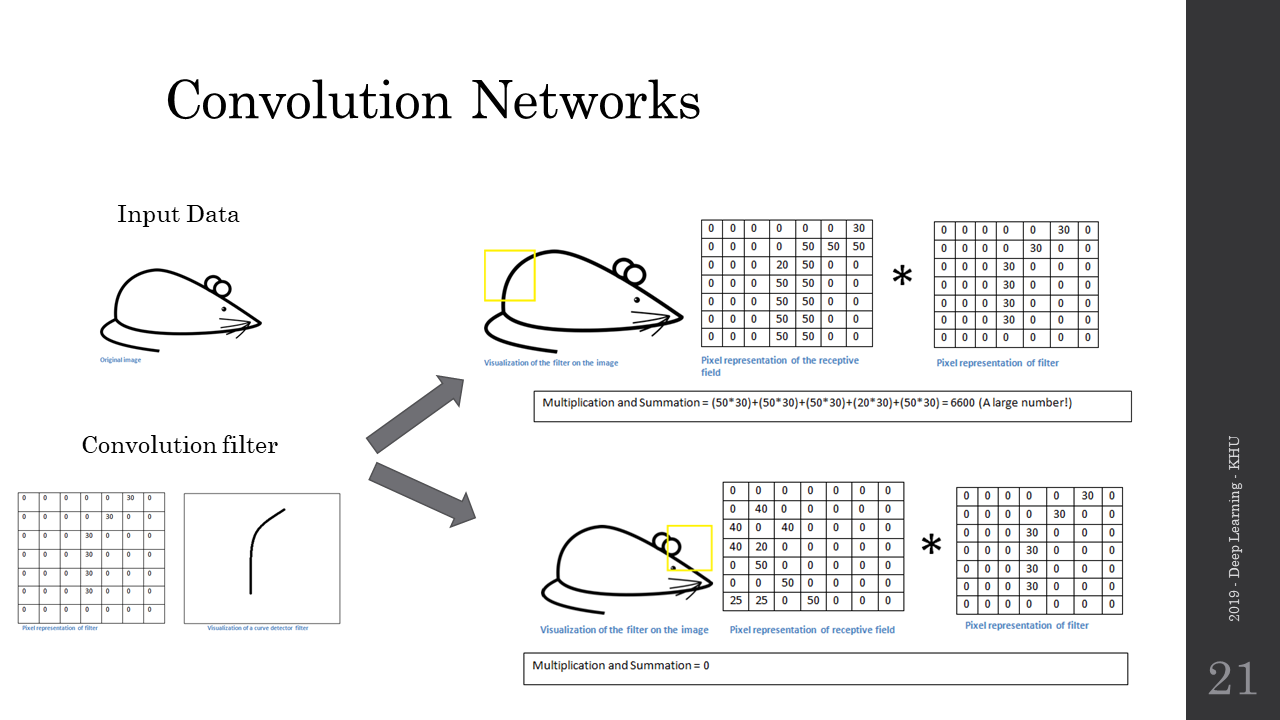 Convolution Networks
Input Data
Original image
Convolution filter
0 0 0 0 0 30 0
0 0 0 0 30 0 0
0 0 0 30 0 0 0
0 0 0 30 0 0 0
0 0 0 30 0 0 0
0 0 0 30 0 0 0
0 0 0 0 0 0 0
Pixel representation of filter
Visualization of a curve detector filter
Visualization of the filter on the image
0 0 0 0 0 0 30
0 0 0 0 50 50 50
0 0 0 20 50 0 0
0 0 0 50 50 0 0
0 0 0 50 50 0 0
0 0 0 50 50 0 0
0 0 0 50 50 0 0
Pixel representation of the receptive
field
*
0 0 0 0 0 30 0
0 0 0 0 30 0 0
0 0 0 30 0 0 0
0 0 0 30 0 0 0
0 0 0 30 0 0 0
0 0 0 30 0 0 0
0 0 0 0 0 0 0
Pixel representation of filter
Multiplication and Summation = (50*30)+(50*30)+(50*30)+(20*30)+(50*30) = 6600 (A large number!)
Visualization of the filter on the image
0 0 0 0 0 0 0
0 40 0 0 0 0 0
40 0 40 0 0 0 0
40 20 0 0 0 0 0
0 50 0 0 0 0 0
0 0 50 0 0 0 0
25 25 0 50 0 0 0
Pixel representation of receptive field
*
0 0 0 0 0 30 0
0 0 0 0 30 0 0
0 0 0 30 0 0 0
0 0 0 30 0 0 0
0 0 0 30 0 0 0
0 0 0 30 0 0 0
0 0 0 0 0 0 0
Pixel representation of filter
Multiplication and Summation = 0
2019 - Deep Learning - KHU
21